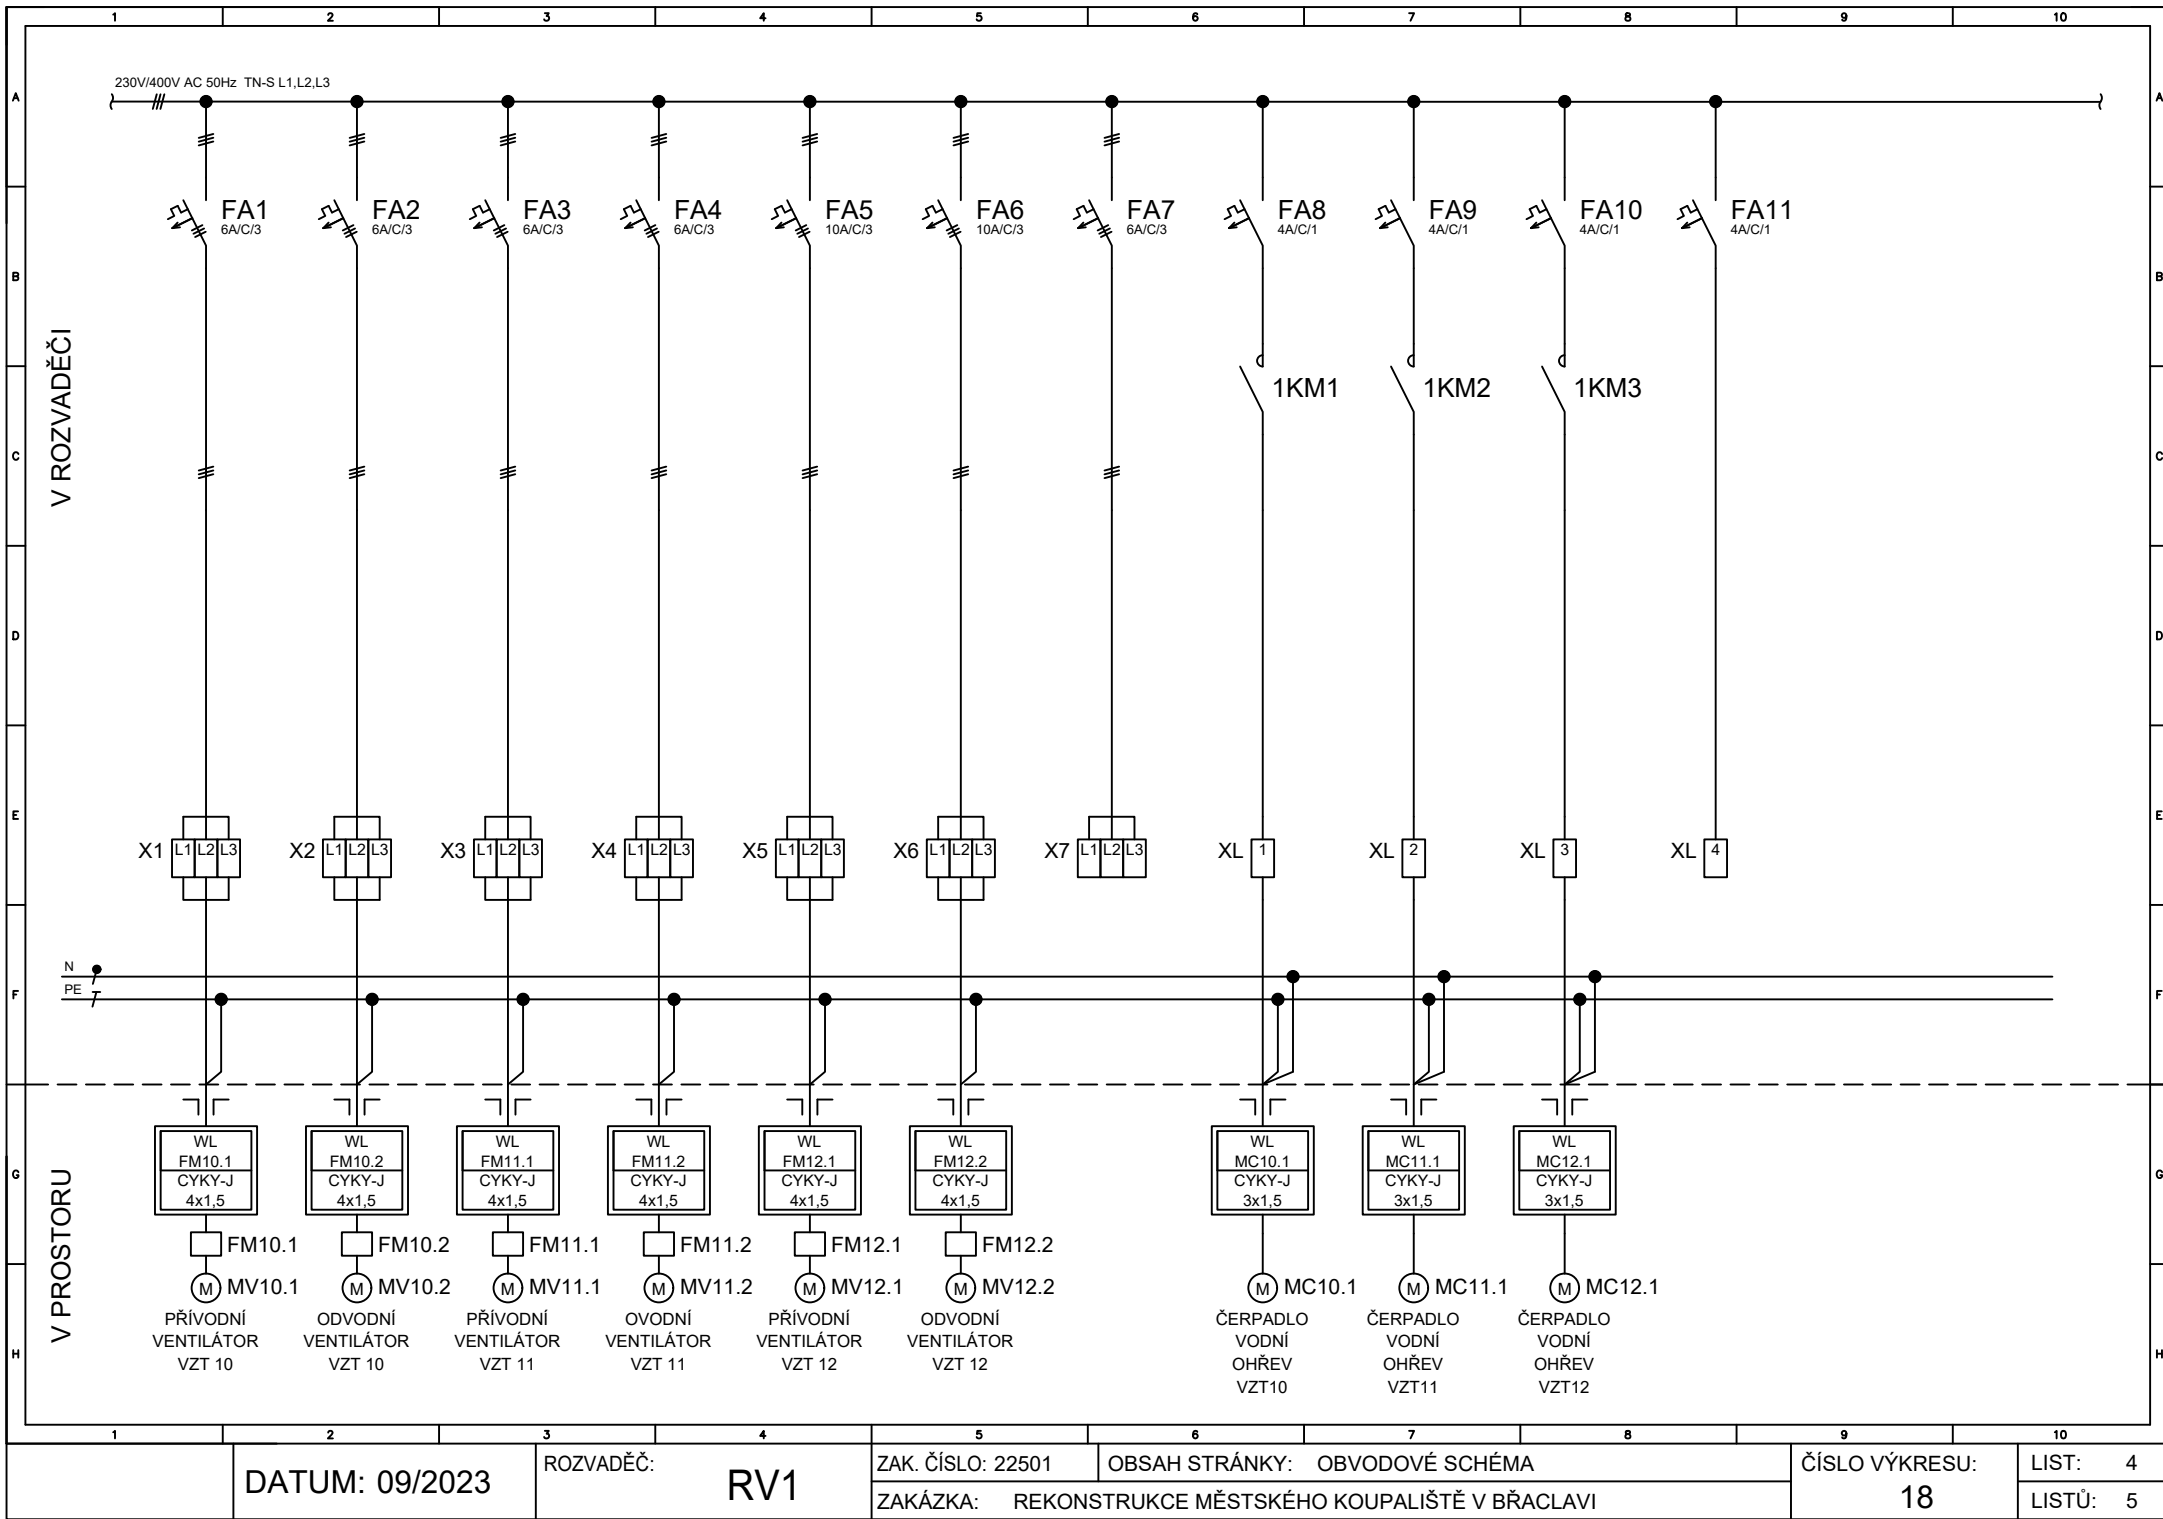 1 2 3 4 5 6 7 8 9 10
A A
230V/400V AC 50Hz TN-S L1,L2,L3
FA1 FA2 FA3 FA4 FA5 FA6 FA7 FA8 FA9 FA10 FA11
6A/C/3 6A/C/3 6A/C/3 6A/C/3 10A/C/3 10A/C/3 6A/C/3 4A/C/1 4A/C/1 4A/C/1 4A/C/1
B B
V ROZVADĚČI
1KM1 1KM2 1KM3
C C
D D
E E
X1 L1 L2 L3 X2 L1 L2 L3 X3 L1 L2 L3 X4 L1 L2 L3 X5 L1 L2 L3 X6 L1 L2 L3 X7 L1 L2 L3 XL 1 XL 2 XL 3 XL 4
N
PE
F F
V PROSTORU
WL WL WL WL WL WL WL WL WL
FM10.1 FM10.2 FM11.1 FM11.2 FM12.1 FM12.2 MC10.1 MC11.1 MC12.1
G G
CYKY-J CYKY-J CYKY-J CYKY-J CYKY-J CYKY-J CYKY-J CYKY-J CYKY-J
4x1,5 4x1,5 4x1,5 4x1,5 4x1,5 4x1,5 3x1,5 3x1,5 3x1,5
FM10.1 FM10.2 FM11.1 FM11.2 FM12.1 FM12.2
M MV10.1 M MV10.2 M MV11.1 M MV11.2 M MV12.1 M MV12.2 M MC10.1 M MC11.1 M MC12.1
PŘÍVODNÍ ODVODNÍ PŘÍVODNÍ OVODNÍ PŘÍVODNÍ ODVODNÍ ČERPADLO ČERPADLO ČERPADLO
VENTILÁTOR VENTILÁTOR VENTILÁTOR VENTILÁTOR VENTILÁTOR VENTILÁTOR VODNÍ VODNÍ VODNÍ
H H
VZT 10 VZT 10 VZT 11 VZT 11 VZT 12 VZT 12 OHŘEV OHŘEV OHŘEV
VZT10 VZT11 VZT12
1 2 3 4 5 6 7 8 9 10
DATUM: 09/2023
ROZVADĚČ:
RV1
ZAK. ČÍSLO: 22501
OBSAH STRÁNKY: OBVODOVÉ SCHÉMA
ZAKÁZKA: REKONSTRUKCE MĚSTSKÉHO KOUPALIŠTĚ V BŘACLAVI
ČÍSLO VÝKRESU:
18
LIST: 4
LISTŮ: 5